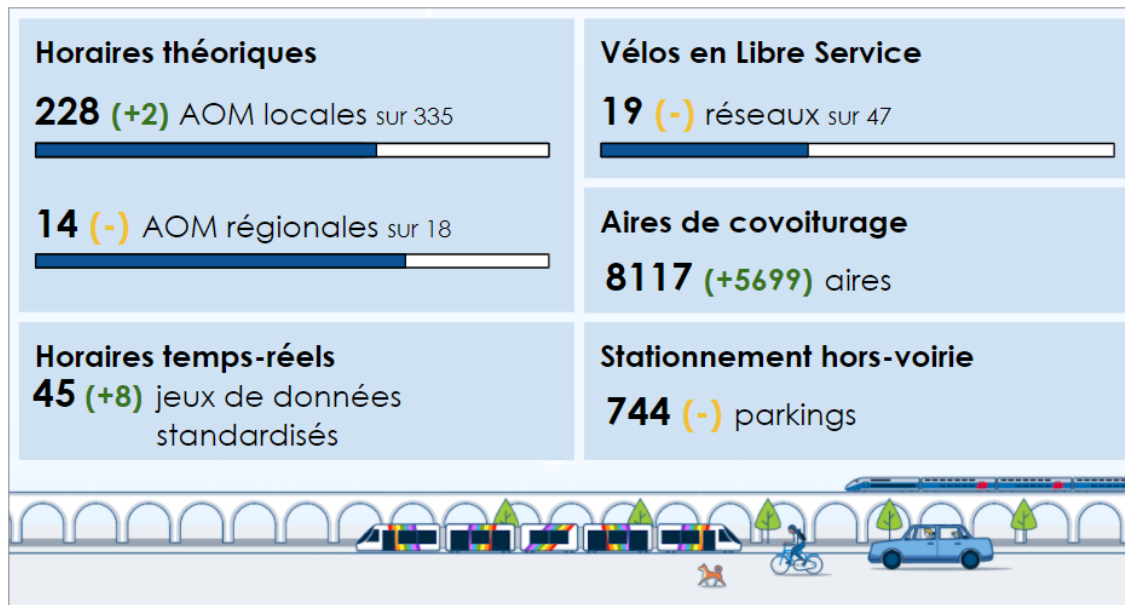 Horaires théoriques
228 (+2) AOM locales sur 335
14 (-) AOM régionales sur 18
Horaires temps-réels
45 (+8) jeux de données
standardisés
Vélos en Libre Service
19 (-) réseaux sur 47
Aires de covoiturage
8117 (+5699) aires
Stationnement hors-voirie
744 (-) parkings